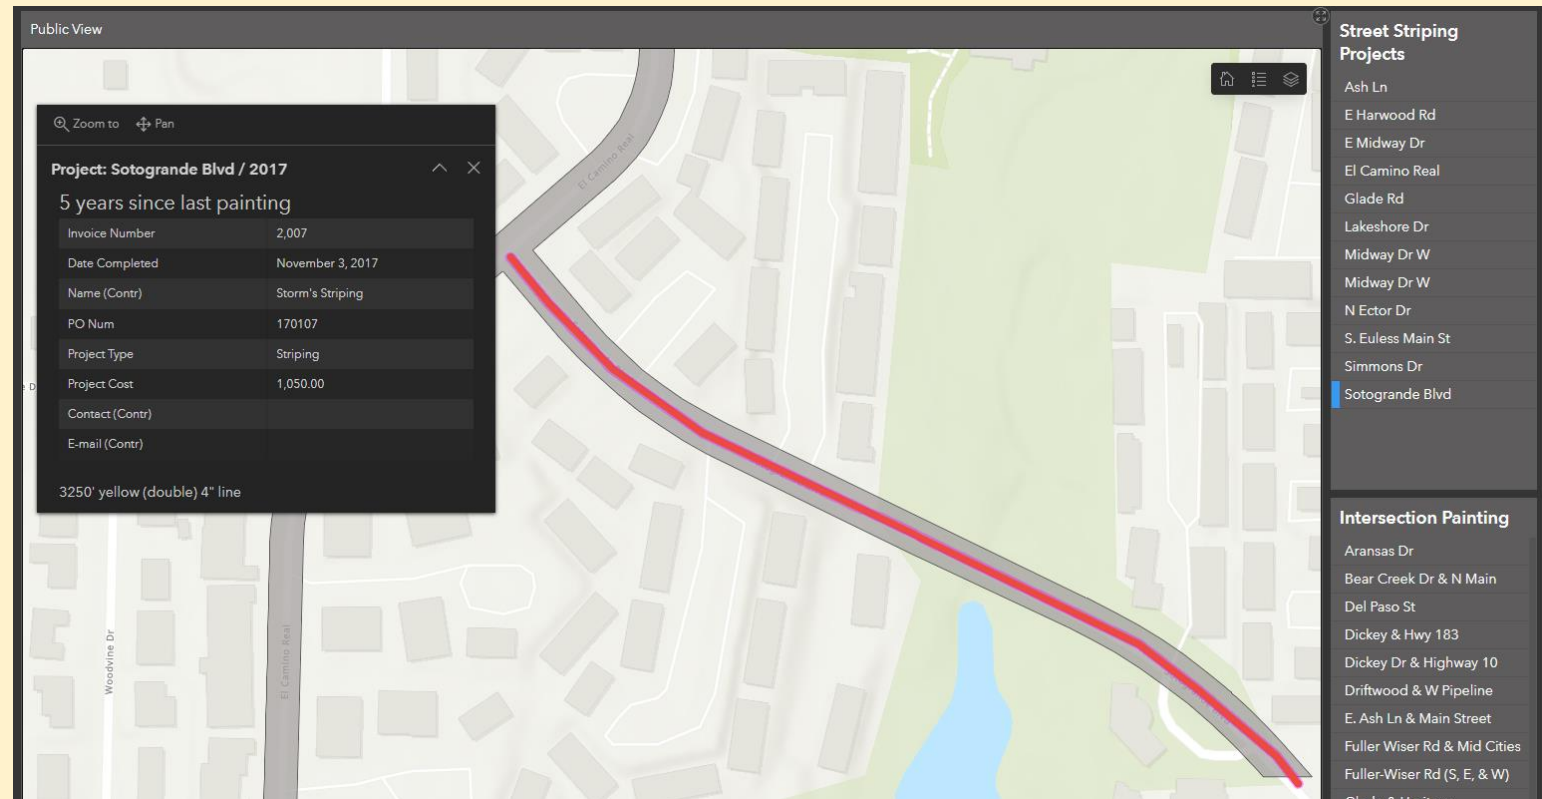 Public View
Zoom to Pan
Project: Sotogrande Blvd / 2017
5 years since last painting
Invoice Number 2,007
Date Completed November 3, 2017
Name (Contr) Storm's Striping
PO Num 170107
Project Type Striping
Project Cost 1,050.00
Contact (Contr)
E-mail (Contr)
3250' yellow (double) 4" line
El Camino Real
El Camino Real
Woodvine Dr
Street Striping
Projects
Ash Ln
E Harwood Rd
E Midway Dr
El Camino Real
Glade Rd
Lakeshore Dr
Midway Dr W
Midway Dr W
N Ector Dr
S. Euless Main St
Simmons Dr
Sotogrande Blvd
Intersection Painting
Aransas Dr
Bear Creek Dr & N Main
Del Paso St
Dickey & Hwy 183
Dickey Dr & Highway 10
Driftwood & W Pipeline
E. Ash Ln & Main Street
Fuller Wiser Rd & Mid Cities
Fuller-Wiser Rd (S, E, & W)